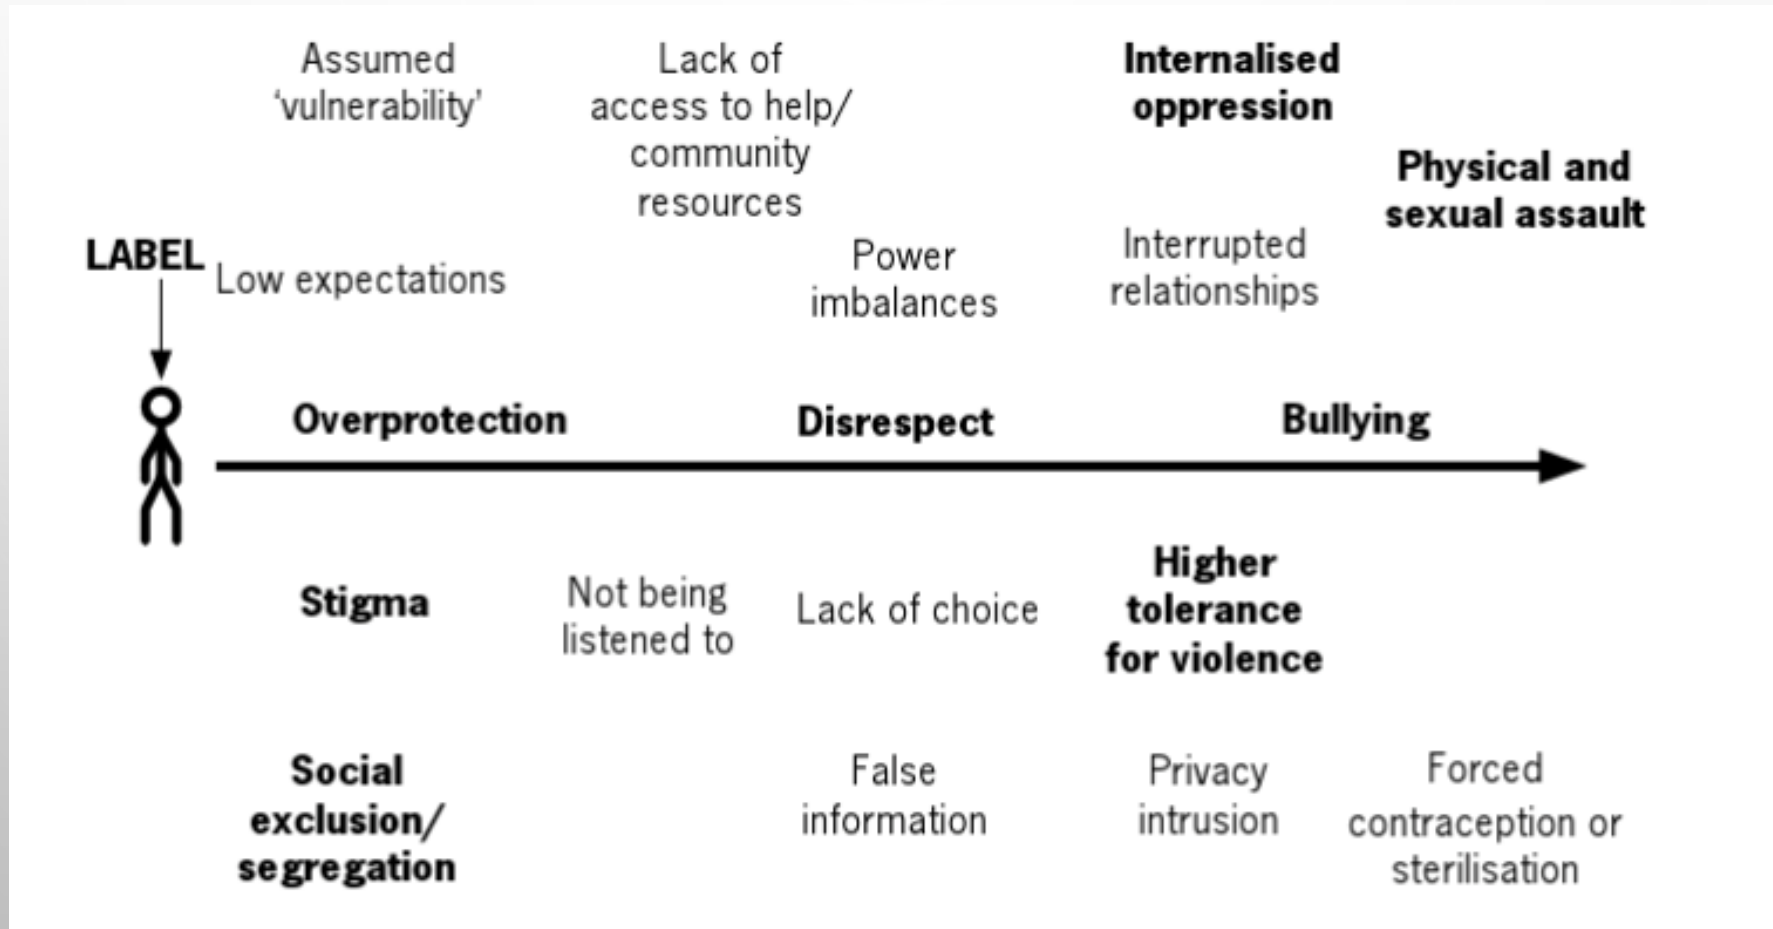 Assumed
‘vulnerability’
Lack of
access to help/
community
resources
Internalised
oppression
Physical and
sexual assault
LABEL
Low expectations
Power
imbalances
Interrupted
relationships
Overprotection
Disrespect
Bullying
Stigma
Not being
listened to
Lack of choice
Higher
tolerance
for violence
Social
exclusion/
segregation
False
information
Privacy
intrusion
Forced
contraception or
sterilisation